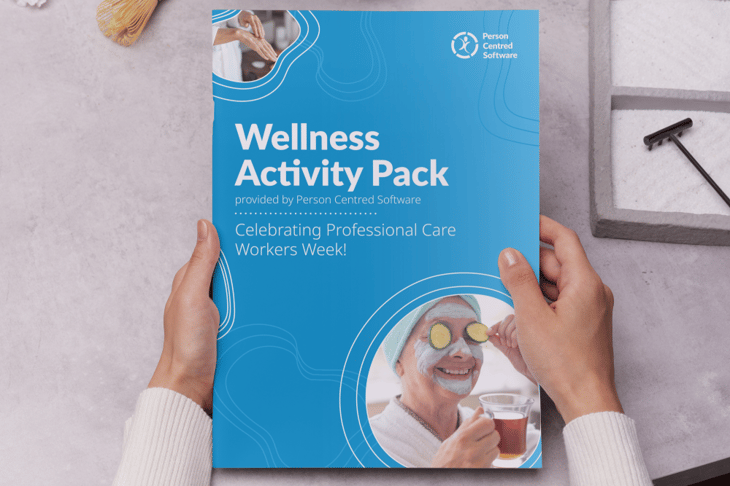 Person
Centred
Software
Wellness
Activity Pack
provided by Person Centred Software
Celebrating Professional Care
Workers Week!